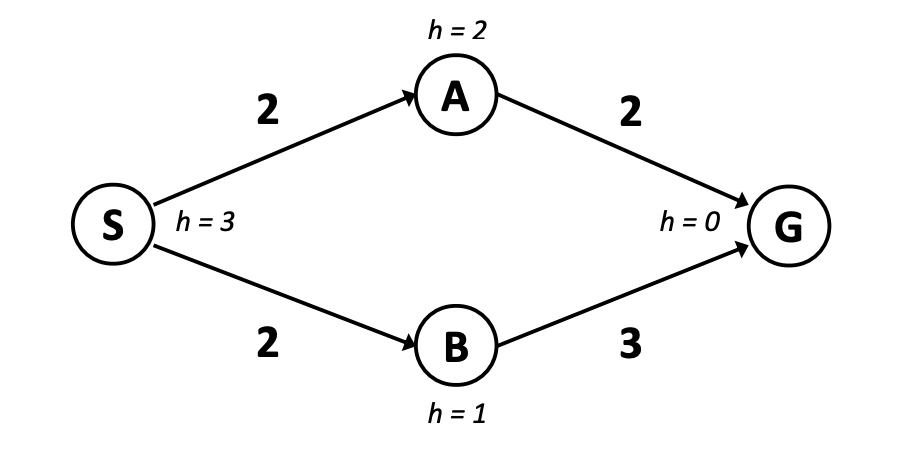 h = 2
A
2
2
S
h = 3
h = 0
G
2
B
3
h = 1